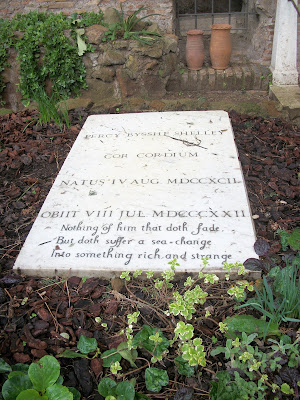 PERCY BYSSHE SHELLEY
COR CORDIUM
NATUS IV AUG. MDCCXCII
OBIIT VIII JUL. MDCCCXXII
Nothing of him that doth fade,
But doth suffer a sea-change
Into something rich and strange